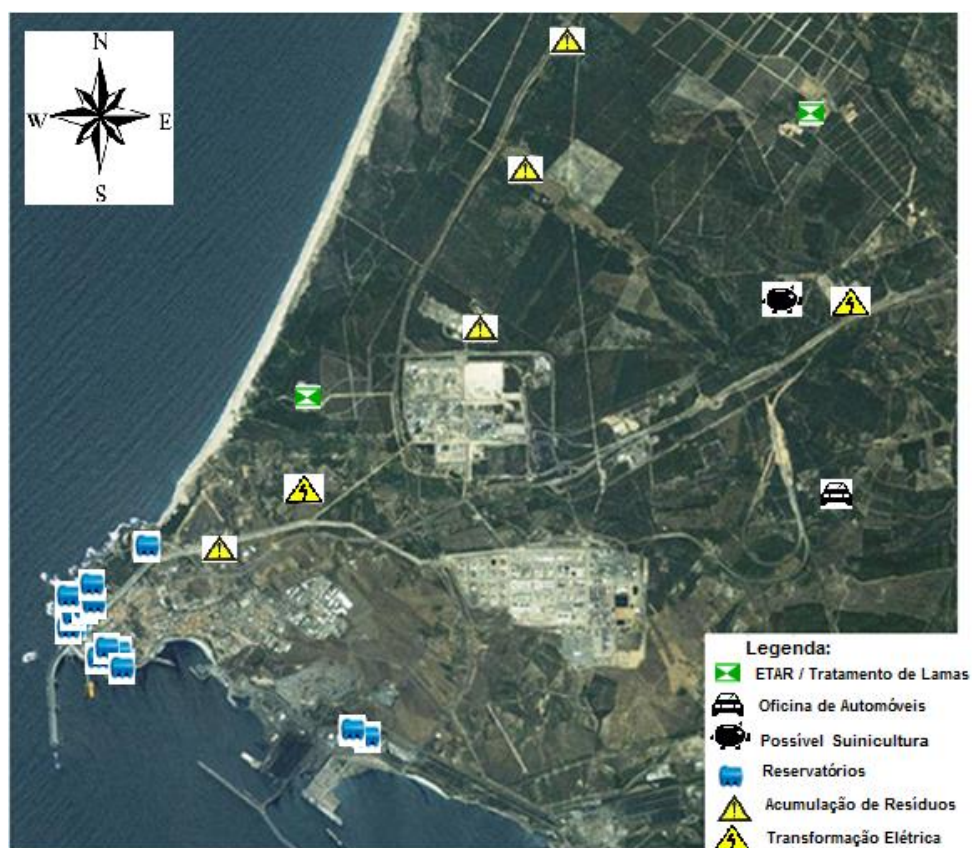 N
W E
S
Legenda:
ETAR / Tratamento de Lamas
Oficina de Automóveis
Possível Suinicultura
Reservatórios
Acumulação de Resíduos
Transformação Elétrica